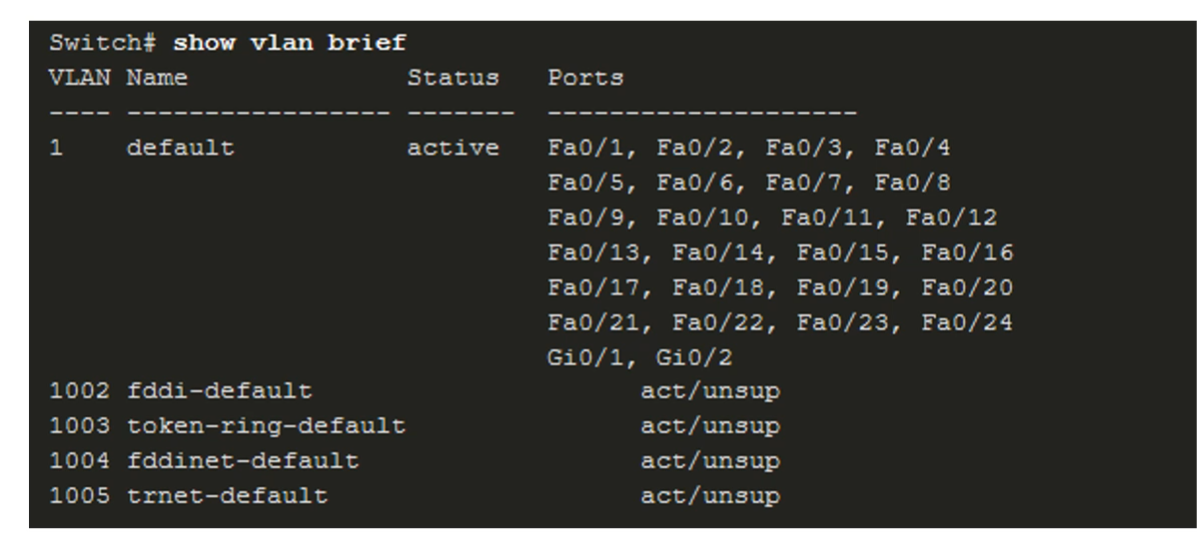 Switch# show vlan brief
VLAN Name Status Ports
---- ----------------- ------- --------------------
1 default active Fa0/1, Fa0/2, Fa0/3, Fa0/4
Fa0/5, Fa0/6, Fa0/7, Fa0/8
Fa0/9, Fa0/10, Fa0/11, Fa0/12
Fa0/13, Fa0/14, Fa0/15, Fa0/16
Fa0/17, Fa0/18, Fa0/19, Fa0/20
Fa0/21, Fa0/22, Fa0/23, Fa0/24
Gi0/1, Gi0/2
1002 fddi-default act/unsup
1003 token-ring-default act/unsup
1004 fddinet-default act/unsup
1005 trnet-default act/unsup